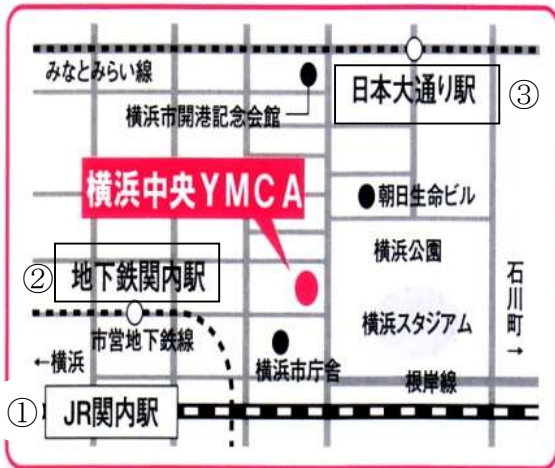 みなとみらい線
横浜市開港記念会館
日本大通り駅
③
横浜中央YMCA
朝日生命ビル
横浜公園
②
地下鉄関内駅
市営地下鉄線
横浜スタジアム
石川町→
←横浜
横浜市庁舎
根岸線
①
JR関内駅